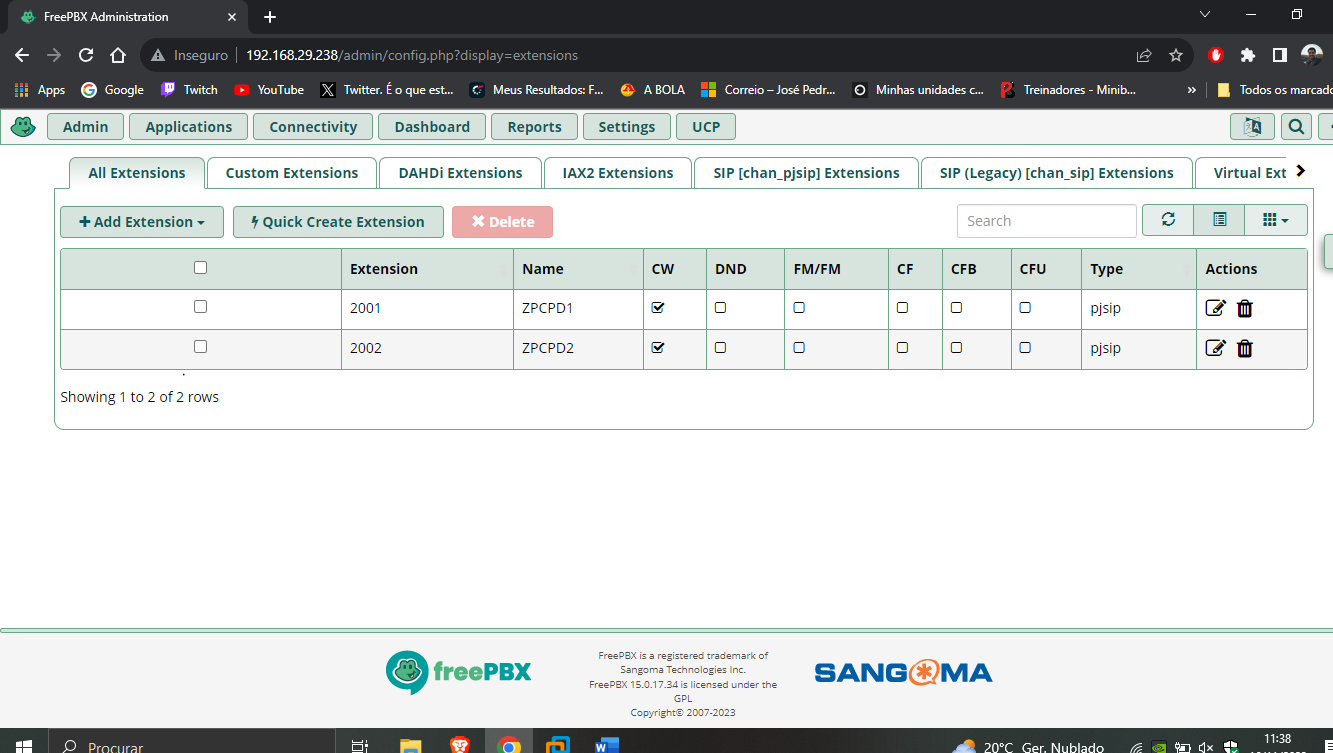 FreePBX Administration
Inseguro 192.168.29.238/admin/config.php?display=extensions
Apps Google Twitch YouTube Twitter. É o que est... Meus Resultados: F... A BOLA Correio – José Pedr... Minhas unidades c... Treinadores - Minib... » Todos os marcado
Admin Applications Connectivity Dashboard Reports Settings UCP
All Extensions Custom Extensions DAHDi Extensions IAX2 Extensions SIP [chan_pjsip] Extensions SIP (Legacy) [chan_sip] Extensions Virtual Ext
Add Extension Quick Create Extension Delete Search
Extension Name CW DND FM/FM CF CFB CFU Type Actions
2001 ZPCPD1 pjsip
2002 ZPCPD2 pjsip
Showing 1 to 2 of 2 rows
freePBX
FreePBX is a registered trademark of
Sangoma Technologies Inc.
FreePBX 15.0.17.34 is licensed under the
GPL
Copyright© 2007-2023
SANGOMA
Procurar 20°C Ger. Nublado 11:38